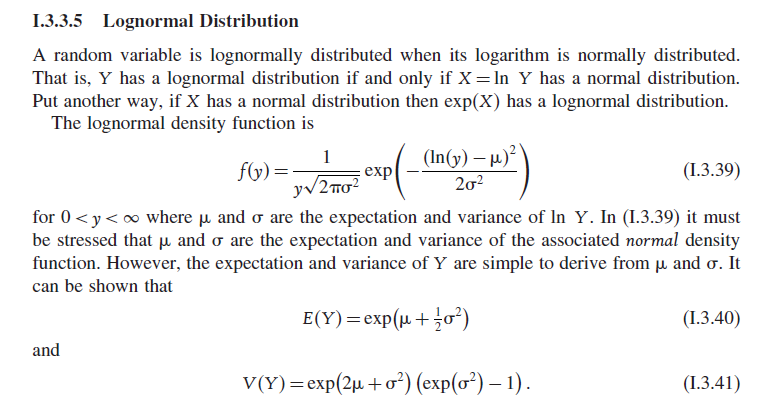 I.3.3.5 Lognormal Distribution
A random variable is lognormally distributed when its logarithm is normally distributed.
That is, Y has a lognormal distribution if and only if X = ln Y has a normal distribution.
Put another way, if X has a normal distribution then exp(X) has a lognormal distribution.
The lognormal density function is
f(y) = 1/(y√(2πσ²)) exp(−(ln(y) − μ)²/(2σ²)) (I.3.39)
for 0 < y < ∞ where μ and σ are the expectation and variance of ln Y. In (I.3.39) it must
be stressed that μ and σ are the expectation and variance of the associated normal density
function. However, the expectation and variance of Y are simple to derive from μ and σ. It
can be shown that
E(Y) = exp(μ + ½σ²) (I.3.40)
and
V(Y) = exp(2μ + σ²) (exp(σ²) − 1). (I.3.41)